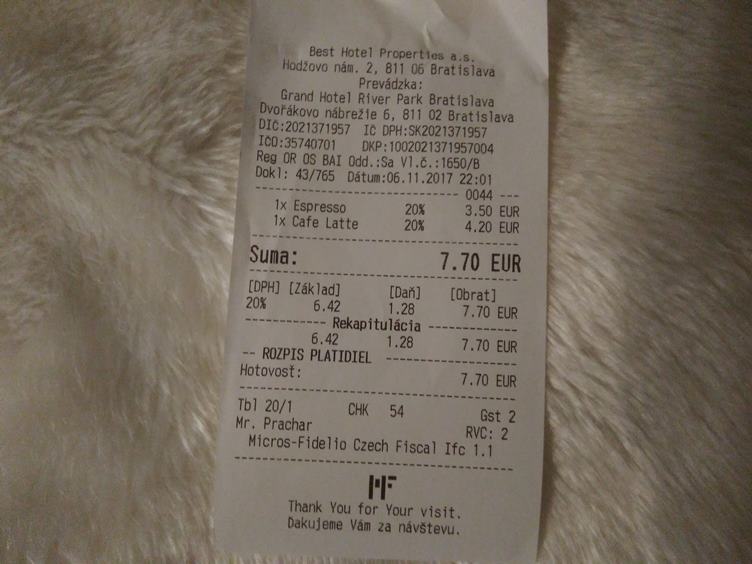 Best Hotel Properties a.s.
Hodžovo nám. 2, 811 06 Bratislava
Prevádzka:
Grand Hotel River Park Bratislava
Dvořákovo nábrežie 6, 811 02 Bratislava
DIČ:2021371957 IČ DPH:SK2021371957
IČO:35740701 DKP:1002021371957004
Reg OR OS BAI Odd.:Sa Vl.č.:1650/B
Dokl: 43/765 Dátum:06.11.2017 22:01
0044
1x Espresso 20% 3.50 EUR
1x Cafe Latte 20% 4.20 EUR
Suma: 7.70 EUR
[DPH] [Základ] [Daň] [Obrat]
20% 6.42 1.28 7.70 EUR
Rekapitulácia
6.42 1.28 7.70 EUR
-- ROZPIS PLATIDIEL
Hotovosť: 7.70 EUR
Tbl 20/1 CHK 54 Gst 2
Mr. Prachar RVC: 2
Micros-Fidelio Czech Fiscal Ifc 1.1
MF
Thank You for Your visit.
Dakujeme Vám za návštevu.